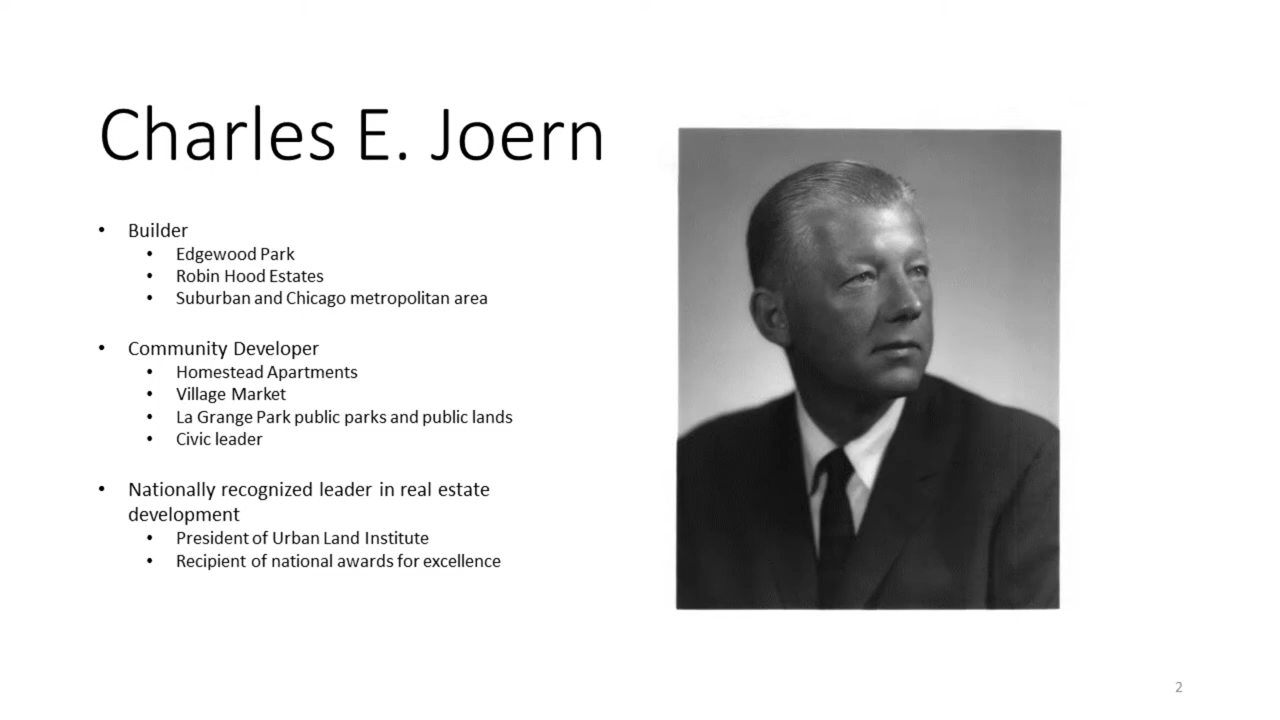 Charles E. Joern
• Builder
• Edgewood Park
• Robin Hood Estates
• Suburban and Chicago metropolitan area
• Community Developer
• Homestead Apartments
• Village Market
• La Grange Park public parks and public lands
• Civic leader
• Nationally recognized leader in real estate
development
• President of Urban Land Institute
• Recipient of national awards for excellence
2